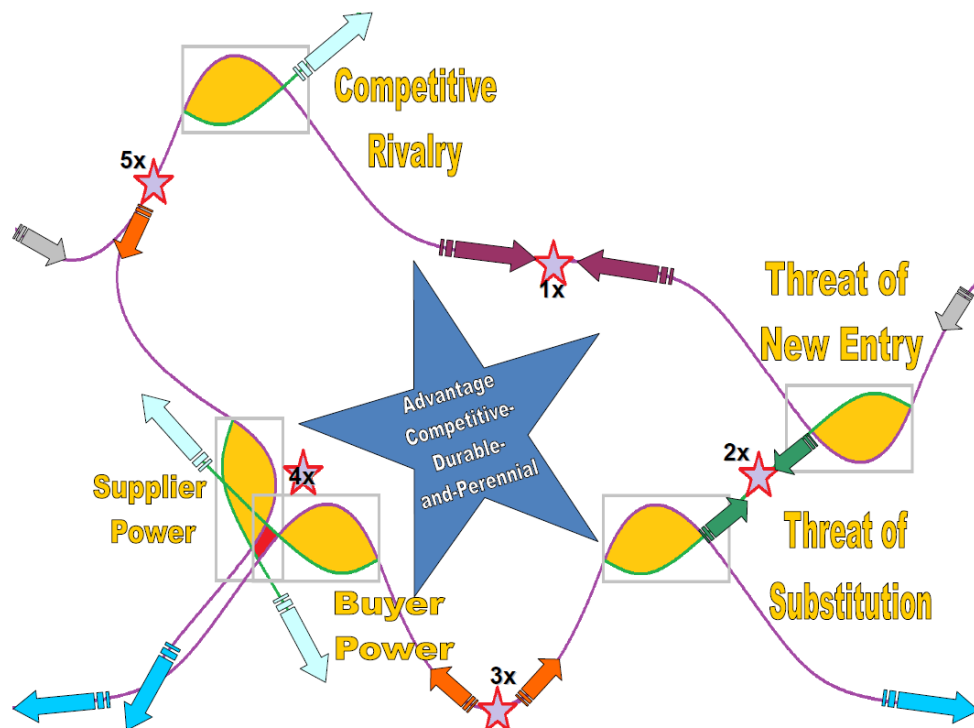 Competitive
Rivalry
5x
1x
Threat of
New Entry
Advantage
Competitive-
Durable-
and-Perennial
2x
4x
Supplier
Power
Threat of
Substitution
Buyer
Power
3x